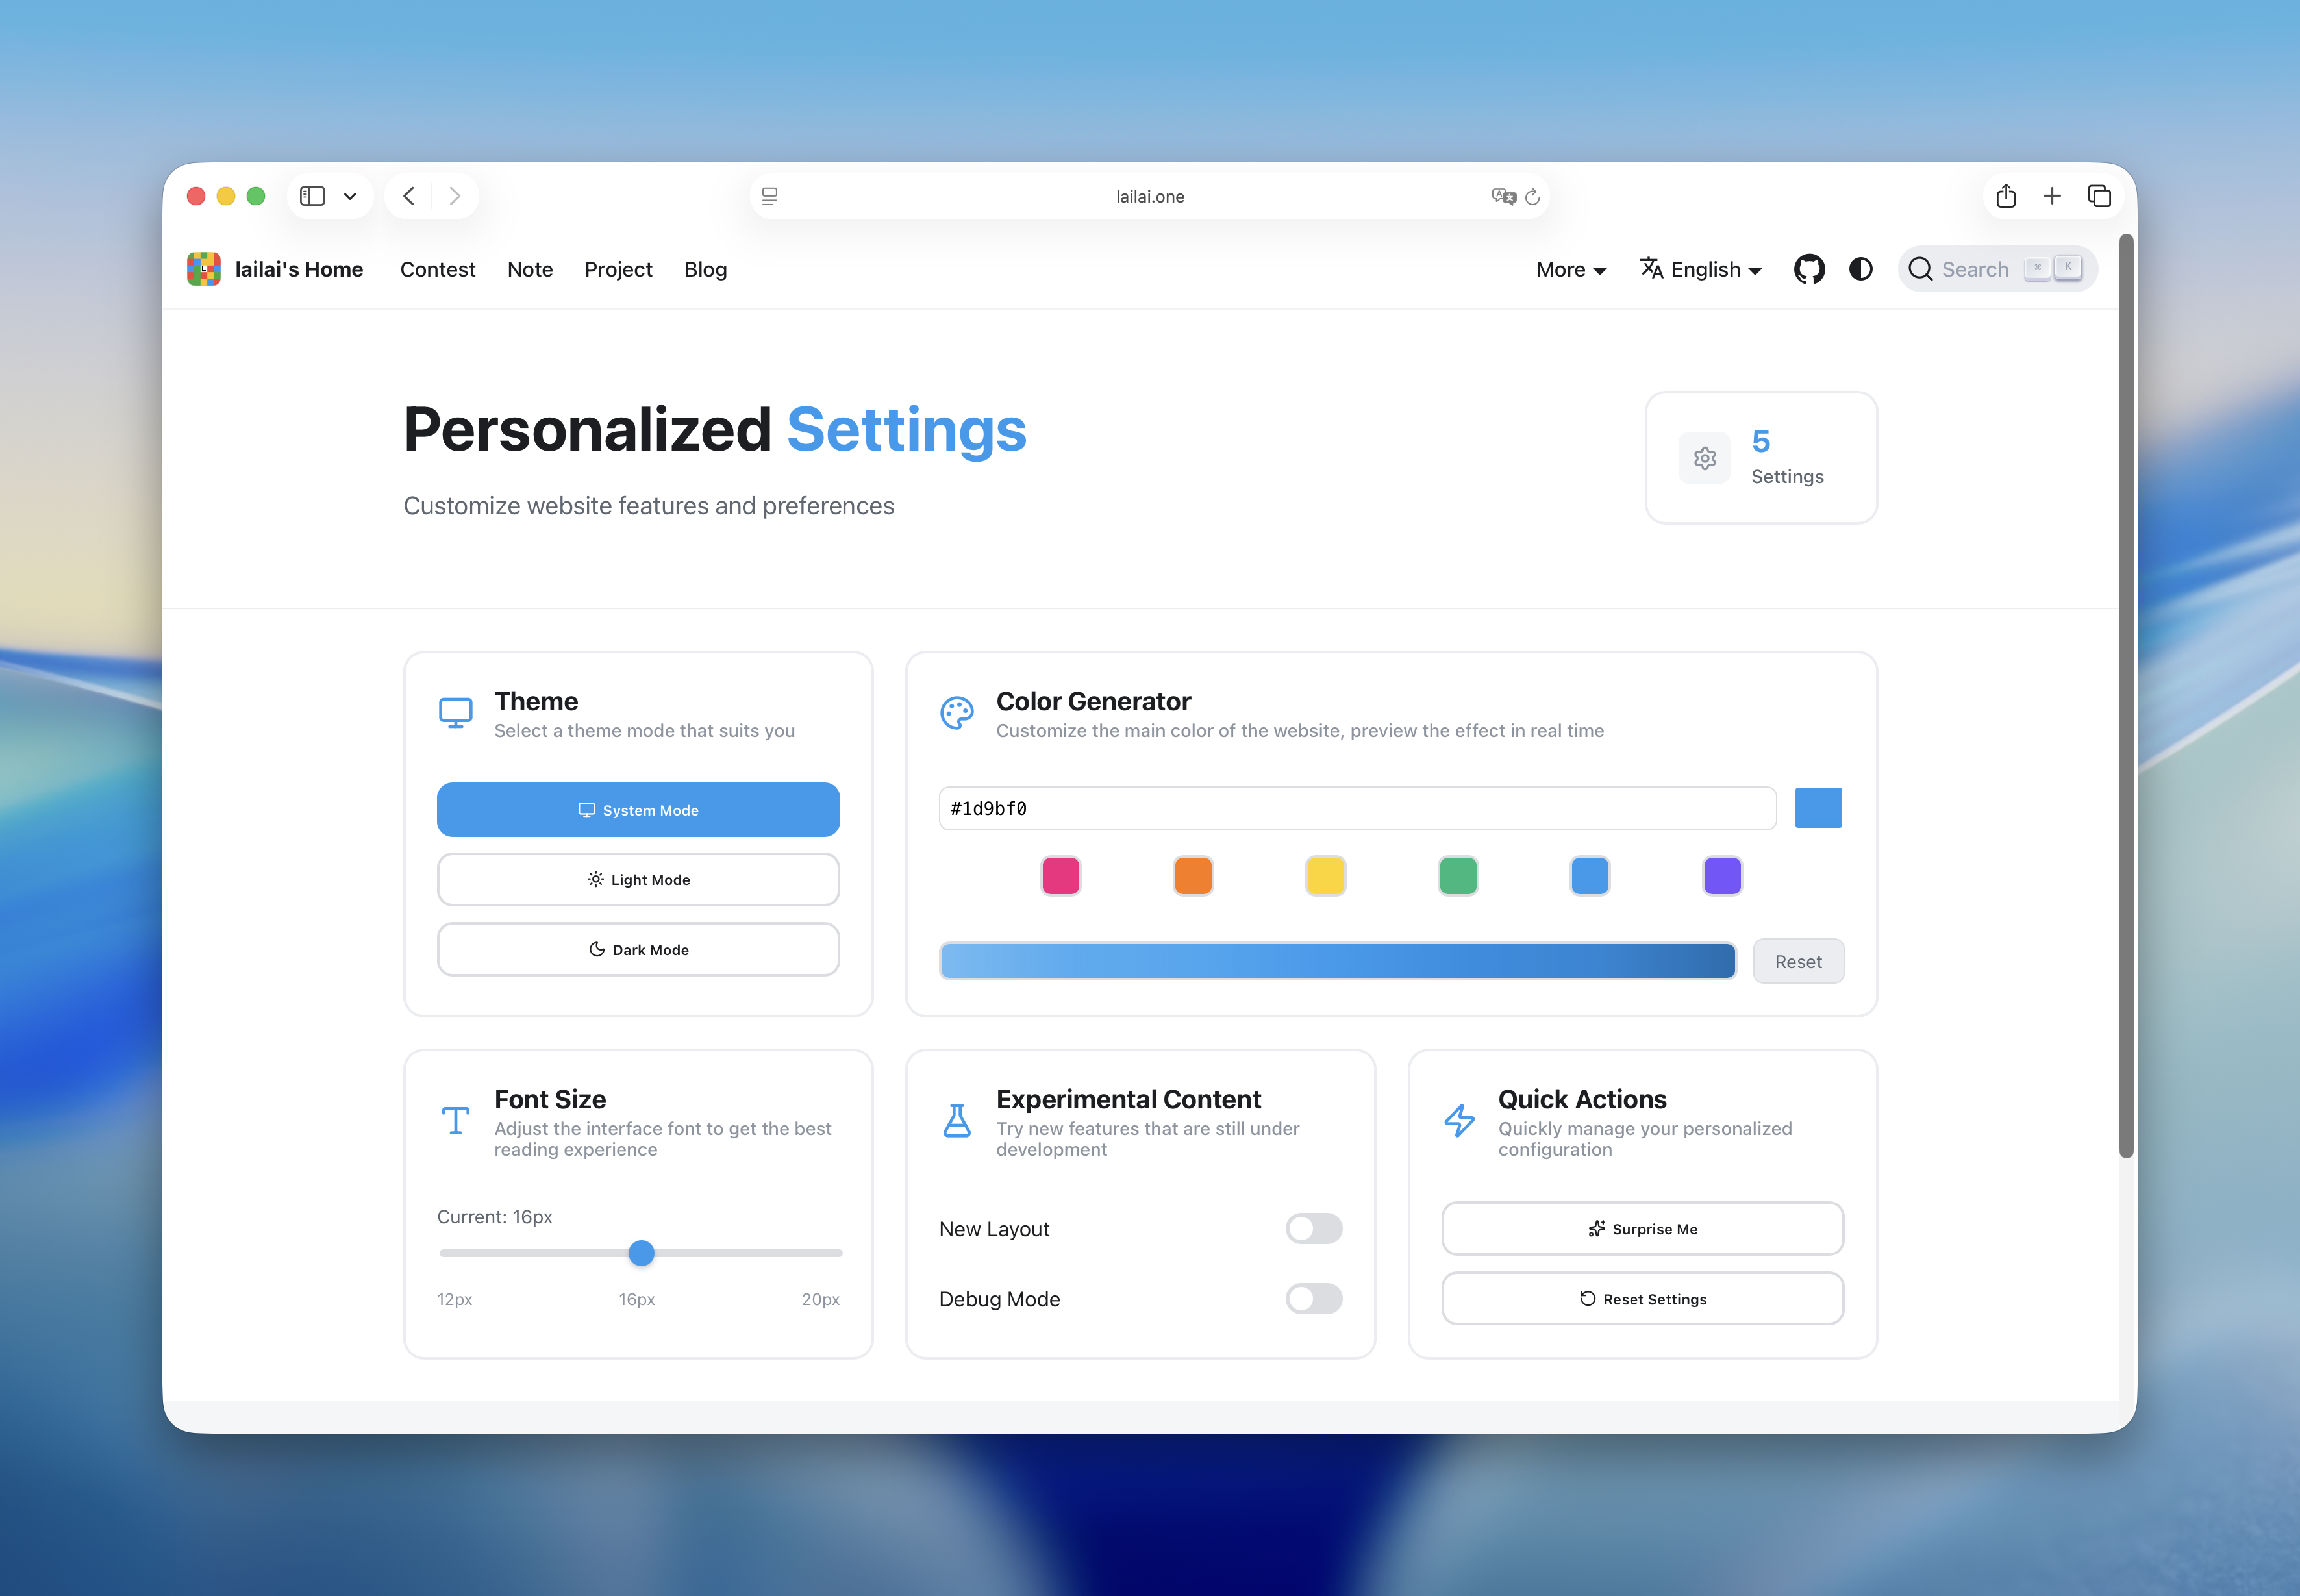 lailai.one
lailai's Home Contest Note Project Blog More English Search ⌘ K
Personalized Settings
Customize website features and preferences
5
Settings
Theme
Select a theme mode that suits you
System Mode
Light Mode
Dark Mode
Color Generator
Customize the main color of the website, preview the effect in real time
#1d9bf0
Reset
Font Size
Adjust the interface font to get the best
reading experience
Current: 16px
12px 16px 20px
Experimental Content
Try new features that are still under
development
New Layout
Debug Mode
Quick Actions
Quickly manage your personalized
configuration
Surprise Me
Reset Settings